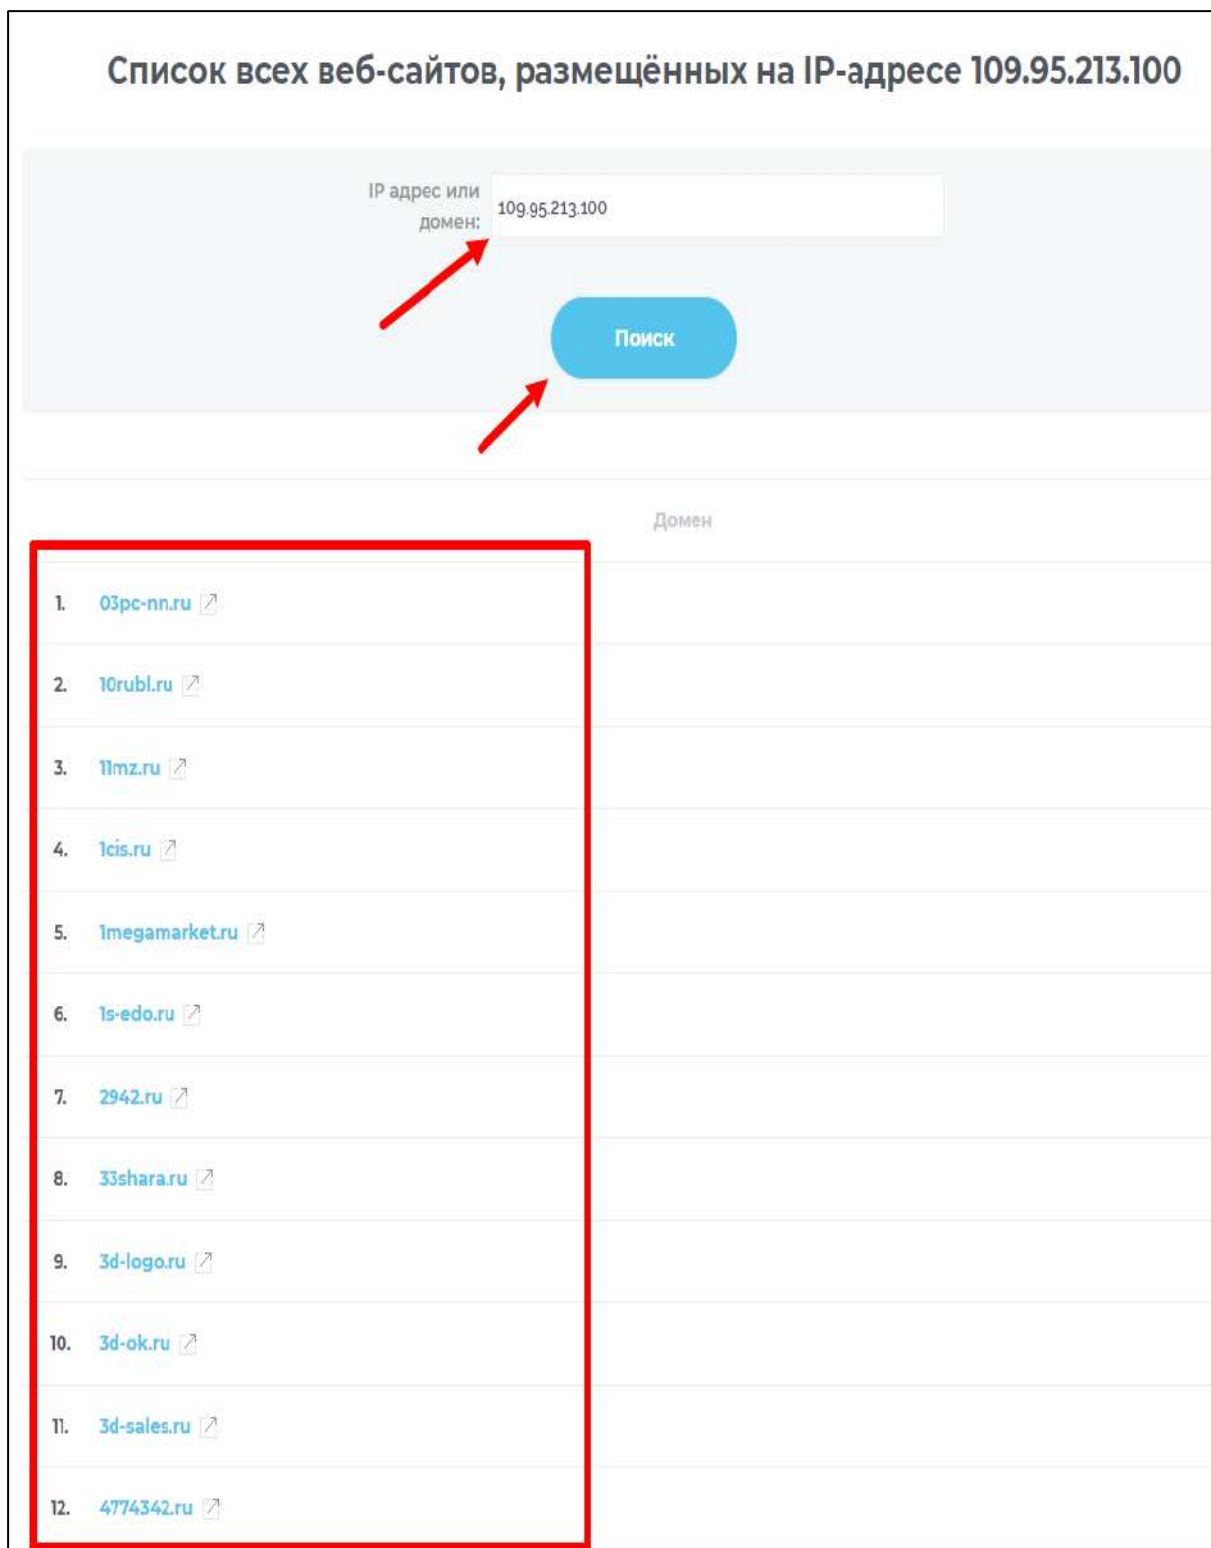 Список всех веб-сайтов, размещённых на IP-адресе 109.95.213.100
IP адрес или
домен:
109.95.213.100
Поиск
Домен
1. 03pc-nn.ru
2. 10rubl.ru
3. 11mz.ru
4. 1cis.ru
5. 1megamarket.ru
6. 1s-edo.ru
7. 2942.ru
8. 33shara.ru
9. 3d-logo.ru
10. 3d-ok.ru
11. 3d-sales.ru
12. 4774342.ru